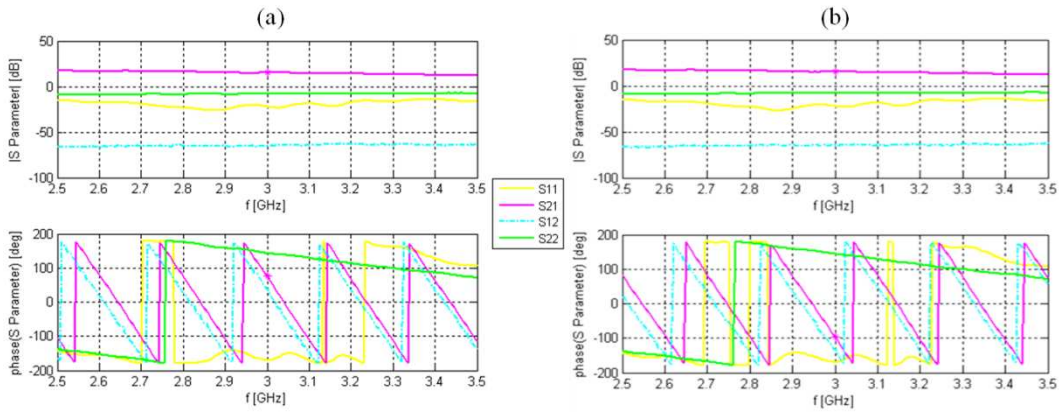 (a)
(b)
50
0
-50
-100
|S Parameter| [dB]
2.5 2.6 2.7 2.8 2.9 3 3.1 3.2 3.3 3.4 3.5
f [GHz]
50
0
-50
-100
|S Parameter| [dB]
2.5 2.6 2.7 2.8 2.9 3 3.1 3.2 3.3 3.4 3.5
f [GHz]
S11
S21
S12
S22
200
100
0
-100
-200
phase(S Parameter) [deg]
2.5 2.6 2.7 2.8 2.9 3 3.1 3.2 3.3 3.4 3.5
f [GHz]
200
100
0
-100
-200
phase(S Parameter) [deg]
2.5 2.6 2.7 2.8 2.9 3 3.1 3.2 3.3 3.4 3.5
f [GHz]